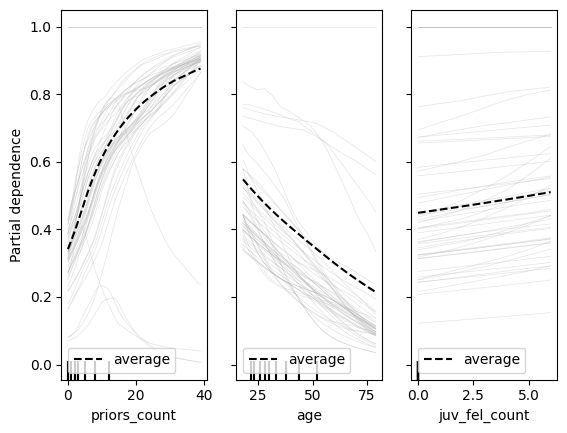 Partial dependence
1.0
0.8
0.6
0.4
0.2
0.0
average
average
average
0 20 40
25 50 75
0.0 2.5 5.0
priors_count
age
juv_fel_count